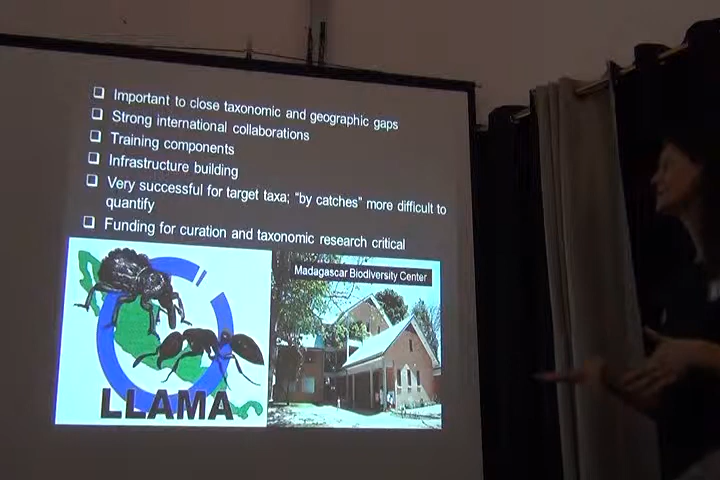 Important to close taxonomic and geographic gaps
Strong international collaborations
Training components
Infrastructure building
Very successful for target taxa; "by catches" more difficult to
quantify
Funding for curation and taxonomic research critical
Madagascar Biodiversity Center
LLAMA